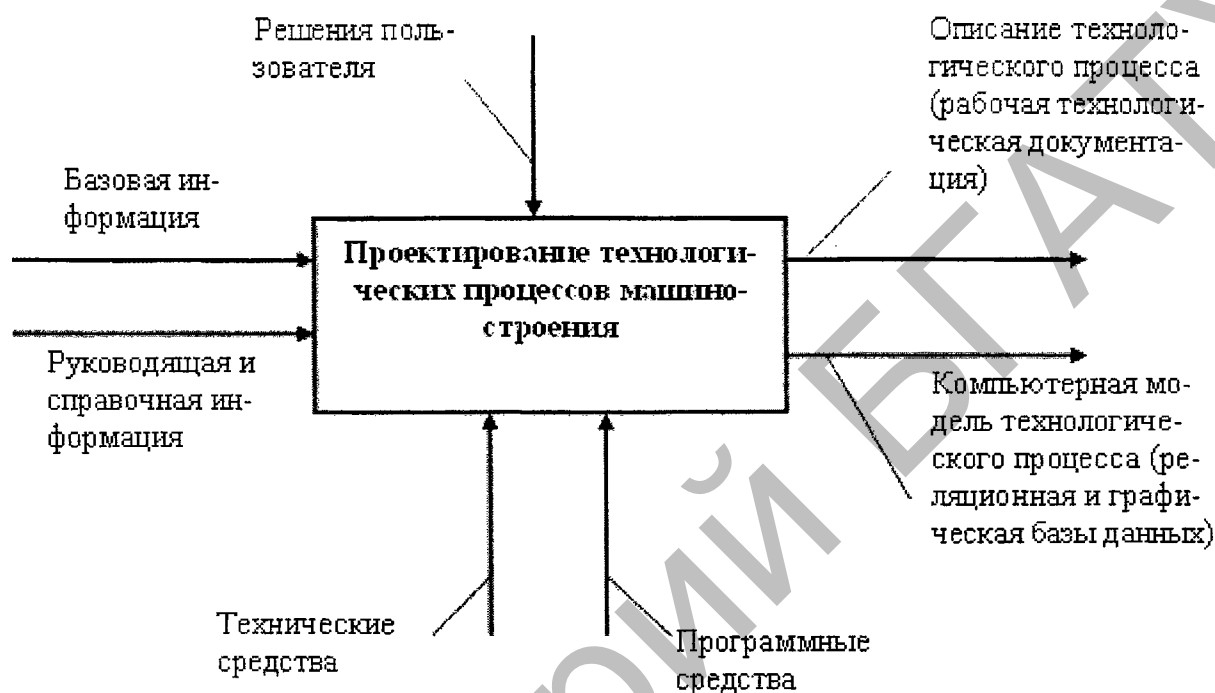 Решения поль-
зователя
Описание техноло-
гического процесса
(рабочая технологи-
ческая документа-
ция)
Базовая ин-
формация
Проектирование технологи-
ческих процессов машино-
строения
Руководящая и
справочная ин-
формация
Компьютерная мо-
дель технологиче-
ского процесса (ре-
ляционная и графи-
ческая базы данных)
Технические
средства
Программные
средства
БГАТУ